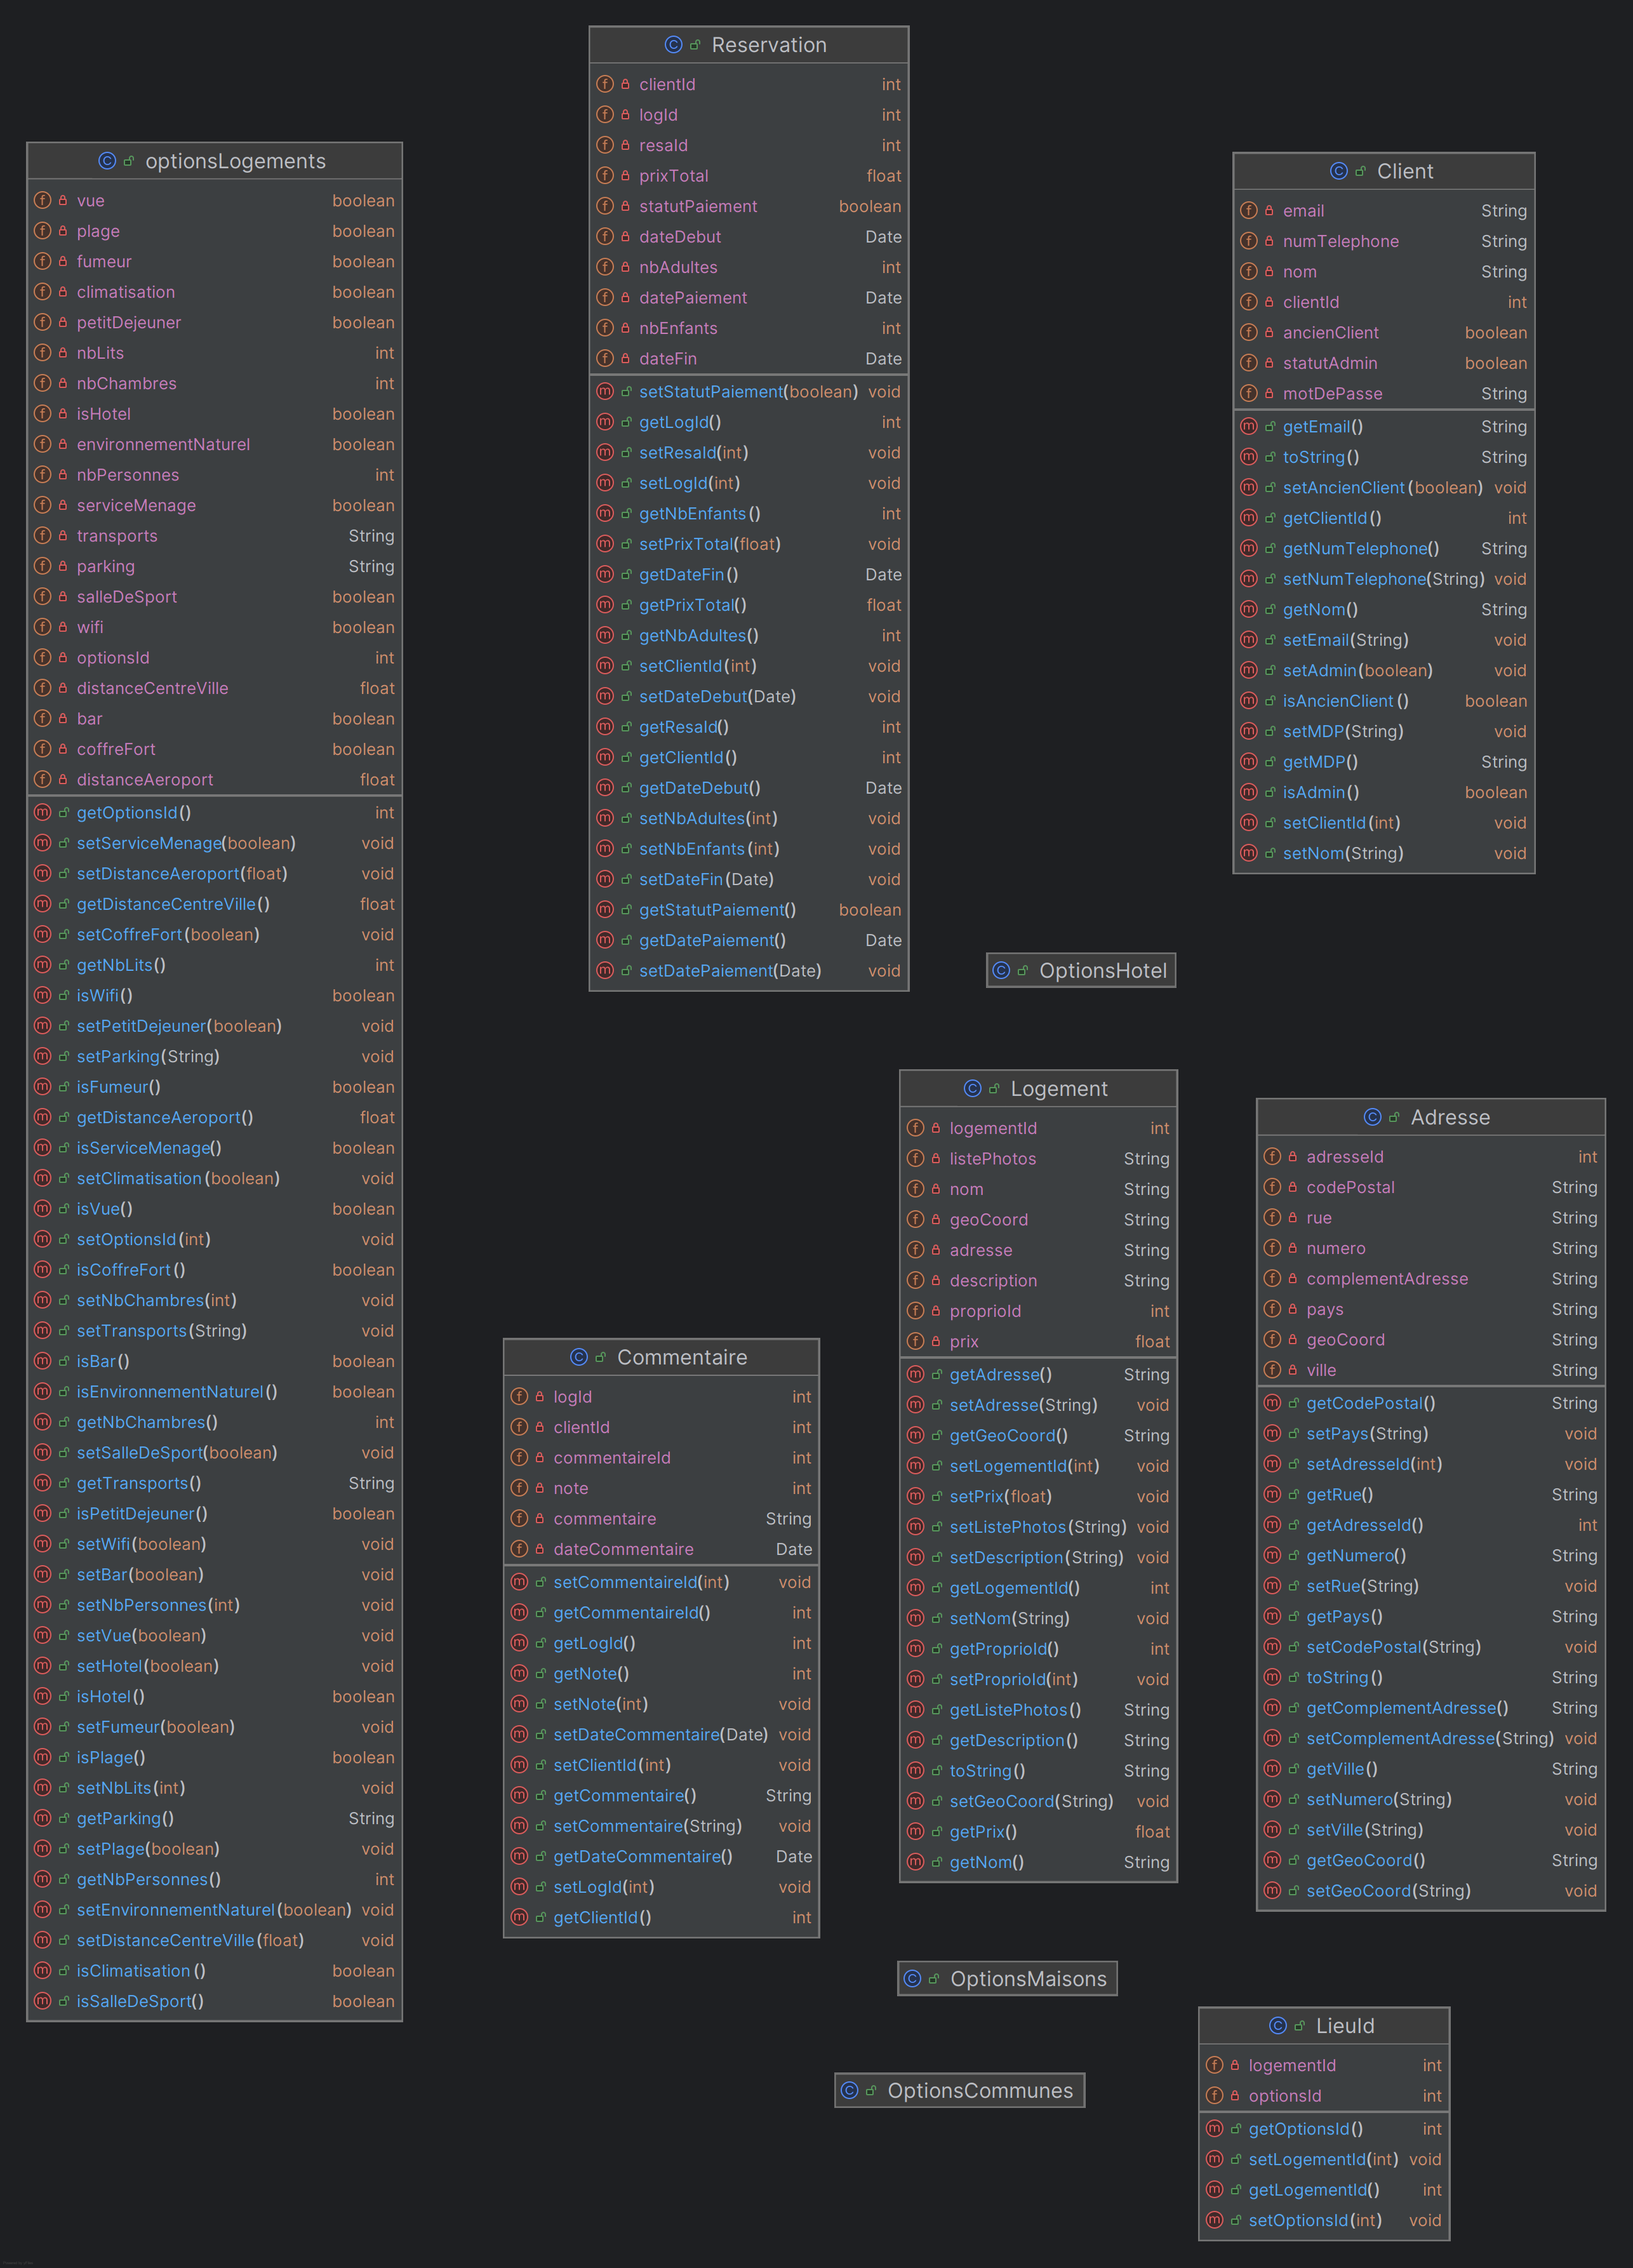 Reservation
clientId int
logId int
resaId int
prixTotal float
statutPaiement boolean
dateDebut Date
nbAdultes int
datePaiement Date
nbEnfants int
dateFin Date
setStatutPaiement(boolean) void
getLogId() int
setResaId(int) void
setLogId(int) void
getNbEnfants() int
setPrixTotal(float) void
getDateFin() Date
getPrixTotal() float
getNbAdultes() int
setClientId(int) void
setDateDebut(Date) void
getResaId() int
getClientId() int
getDateDebut() Date
setNbAdultes(int) void
setNbEnfants(int) void
setDateFin(Date) void
getStatutPaiement() boolean
getDatePaiement() Date
setDatePaiement(Date) void
optionsLogements
vue boolean
plage boolean
fumeur boolean
climatisation boolean
petitDejeuner boolean
nbLits int
nbChambres int
isHotel boolean
environnementNaturel boolean
nbPersonnes int
serviceMenage boolean
transports String
parking String
salleDeSport boolean
wifi boolean
optionsId int
distanceCentreVille float
bar boolean
coffreFort boolean
distanceAeroport float
getOptionsId() int
setServiceMenage(boolean) void
setDistanceAeroport(float) void
getDistanceCentreVille() float
setCoffreFort(boolean) void
getNbLits() int
isWifi() boolean
setPetitDejeuner(boolean) void
setParking(String) void
isFumeur() boolean
getDistanceAeroport() float
isServiceMenage() boolean
setClimatisation(boolean) void
isVue() boolean
setOptionsId(int) void
isCoffreFort() boolean
setNbChambres(int) void
setTransports(String) void
isBar() boolean
isEnvironnementNaturel() boolean
getNbChambres() int
setSalleDeSport(boolean) void
getTransports() String
isPetitDejeuner() boolean
setWifi(boolean) void
setBar(boolean) void
setNbPersonnes(int) void
setVue(boolean) void
setHotel(boolean) void
isHotel() boolean
setFumeur(boolean) void
isPlage() boolean
setNbLits(int) void
getParking() String
setPlage(boolean) void
getNbPersonnes() int
setEnvironnementNaturel(boolean) void
setDistanceCentreVille(float) void
isClimatisation() boolean
isSalleDeSport() boolean
Client
email String
numTelephone String
nom String
clientId int
ancienClient boolean
statutAdmin boolean
motDePasse String
getEmail() String
toString() String
setAncienClient(boolean) void
getClientId() int
getNumTelephone() String
setNumTelephone(String) void
getNom() String
setEmail(String) void
setAdmin(boolean) void
isAncienClient() boolean
setMDP(String) void
getMDP() String
isAdmin() boolean
setClientId(int) void
setNom(String) void
OptionsHotel
Logement
logementId int
listePhotos String
nom String
geoCoord String
adresse String
description String
proprioId int
prix float
getAdresse() String
setAdresse(String) void
getGeoCoord() String
setLogementId(int) void
setPrix(float) void
setListePhotos(String) void
setDescription(String) void
getLogementId() int
setNom(String) void
getProprioId() int
setProprioId(int) void
getListePhotos() String
getDescription() String
toString() String
setGeoCoord(String) void
getPrix() float
getNom() String
Adresse
adresseId int
codePostal String
rue String
numero String
complementAdresse String
pays String
geoCoord String
ville String
getCodePostal() String
setPays(String) void
setAdresseId(int) void
getRue() String
getAdresseId() int
getNumero() String
setRue(String) void
getPays() String
setCodePostal(String) void
toString() String
getComplementAdresse() String
setComplementAdresse(String) void
getVille() String
setNumero(String) void
setVille(String) void
getGeoCoord() String
setGeoCoord(String) void
Commentaire
logId int
clientId int
commentaireId int
note int
commentaire String
dateCommentaire Date
setCommentaireId(int) void
getCommentaireId() int
getLogId() int
getNote() int
setNote(int) void
setDateCommentaire(Date) void
setClientId(int) void
getCommentaire() String
setCommentaire(String) void
getDateCommentaire() Date
setLogId(int) void
getClientId() int
OptionsMaisons
OptionsCommunes
LieuId
logementId int
optionsId int
getOptionsId() int
setLogementId(int) void
getLogementId() int
setOptionsId(int) void